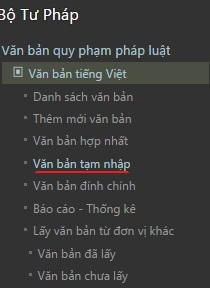 Bộ Tư Pháp
Văn bản quy phạm pháp luật
Văn bản tiếng Việt
Danh sách văn bản
Thêm mới văn bản
Văn bản hợp nhất
Văn bản tạm nhập
Văn bản đính chính
Báo cáo - Thống kê
Lấy văn bản từ đơn vị khác
Văn bản đã lấy
Văn bản chưa lấy